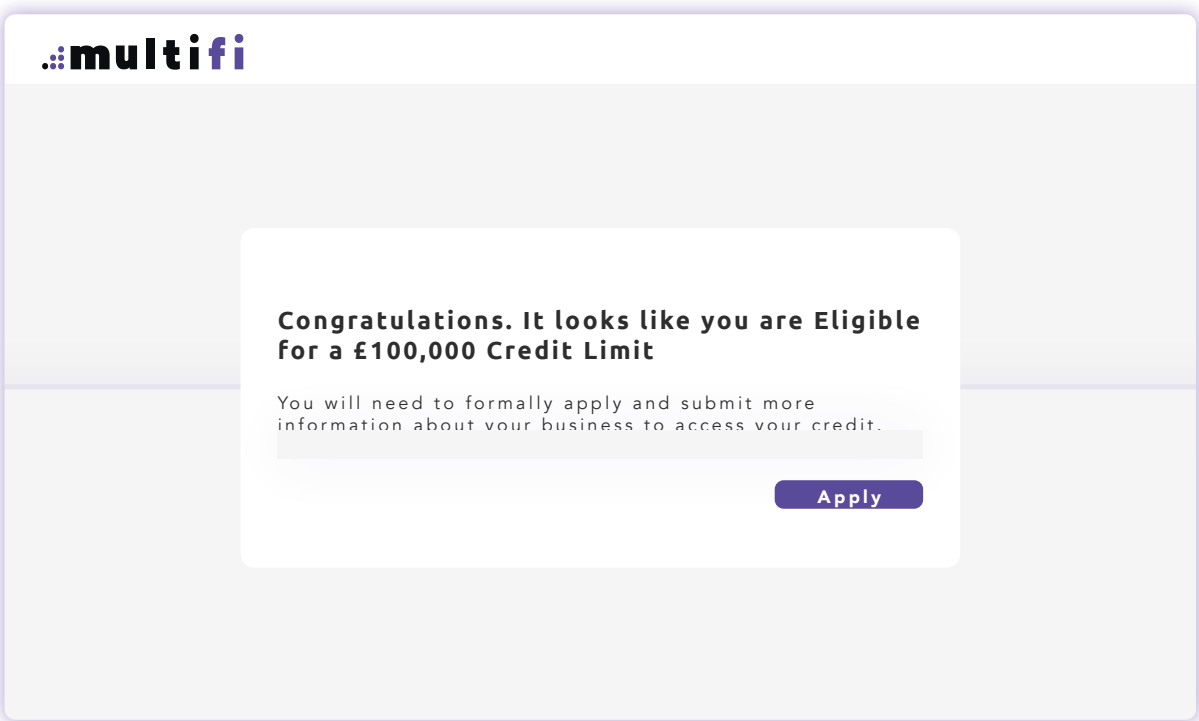 multifi
Congratulations. It looks like you are Eligible
for a £100,000 Credit Limit
You will need to formally apply and submit more
information about your business to access your credit.
Apply